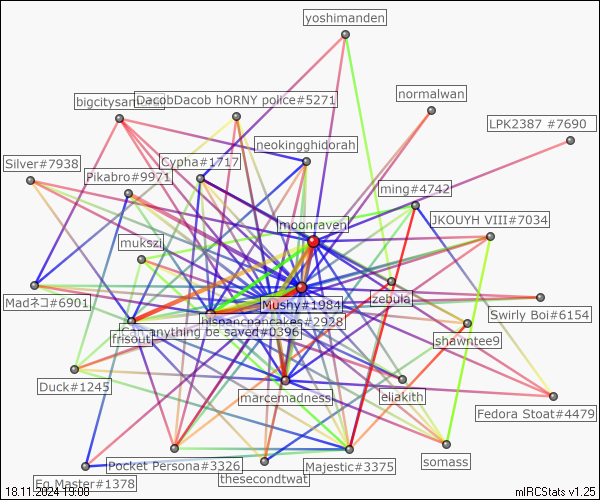 yoshimanden
DacobDacob hORNY police#5271
normalwan
LPK2387 #7690
neokingghidorah
Silver#7938
Cypha#1717
Pikabro#9971
ming#4742
JKOUYH VIII#7034
moonraven
mukszi
Madネコ#6901
Mushy#1984
zebula
hispancpancakes#2928
Swirly Boi#6154
anything be saved#0396
frisout
shawntee9
Duck#1245
marcemadness
eliakith
Fedora Stoat#4479
Pocket Persona#3326
Majestic#3375
somass
thesecondtwat
Eg Master#1378
18.11.2024 19:08
mIRCStats v1.25